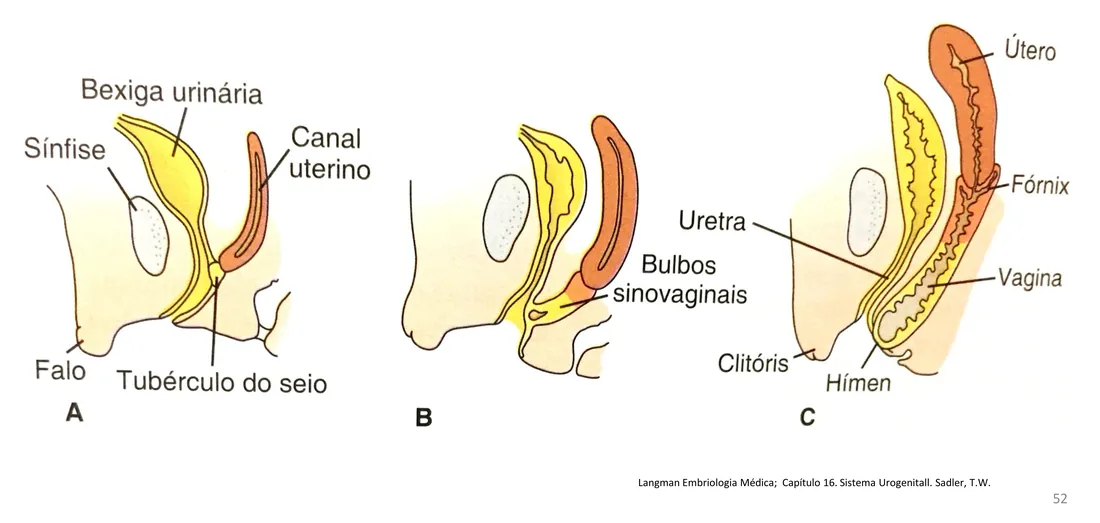 Bexiga urinária
Sínfise
Canal
uterino
Falo
Tubérculo do seio
A
Bulbos
sinovaginais
B
Útero
Fórnix
Uretra
Vagina
Clitóris
Hímen
C
Langman Embriologia Médica; Capítulo 16. Sistema Urogenitall. Sadler, T.W.
52